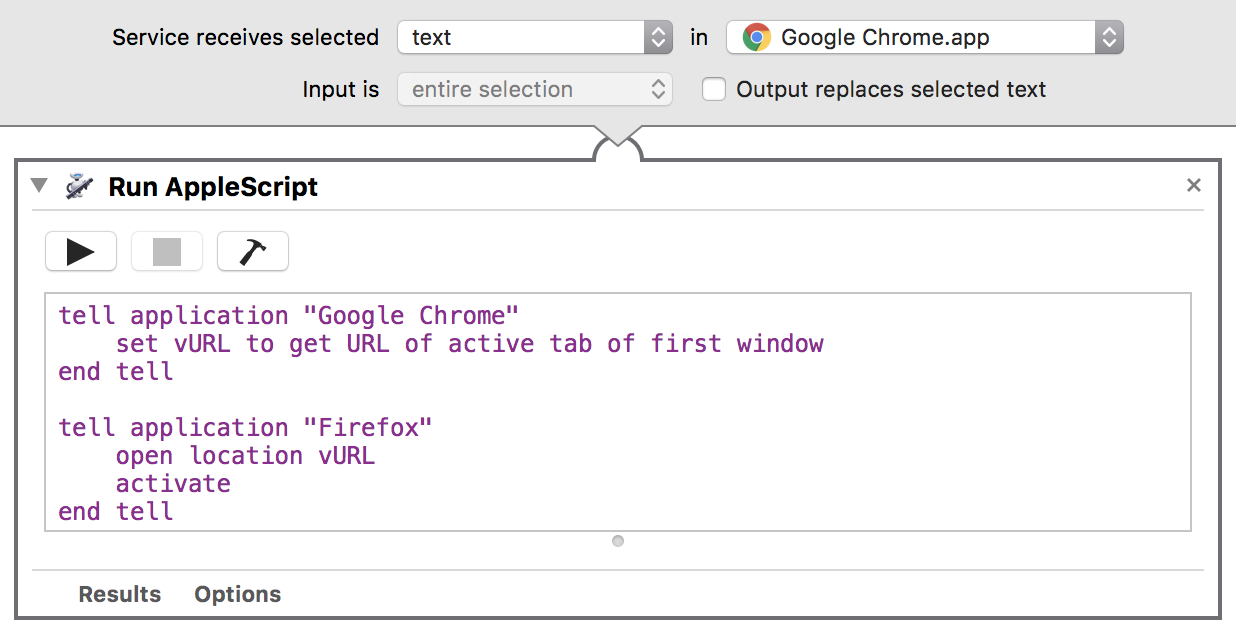 Service receives selected text in Google Chrome.app
Input is entire selection Output replaces selected text
Run AppleScript
tell application "Google Chrome"
    set vURL to get URL of active tab of first window
end tell

tell application "Firefox"
    open location vURL
    activate
end tell
Results Options